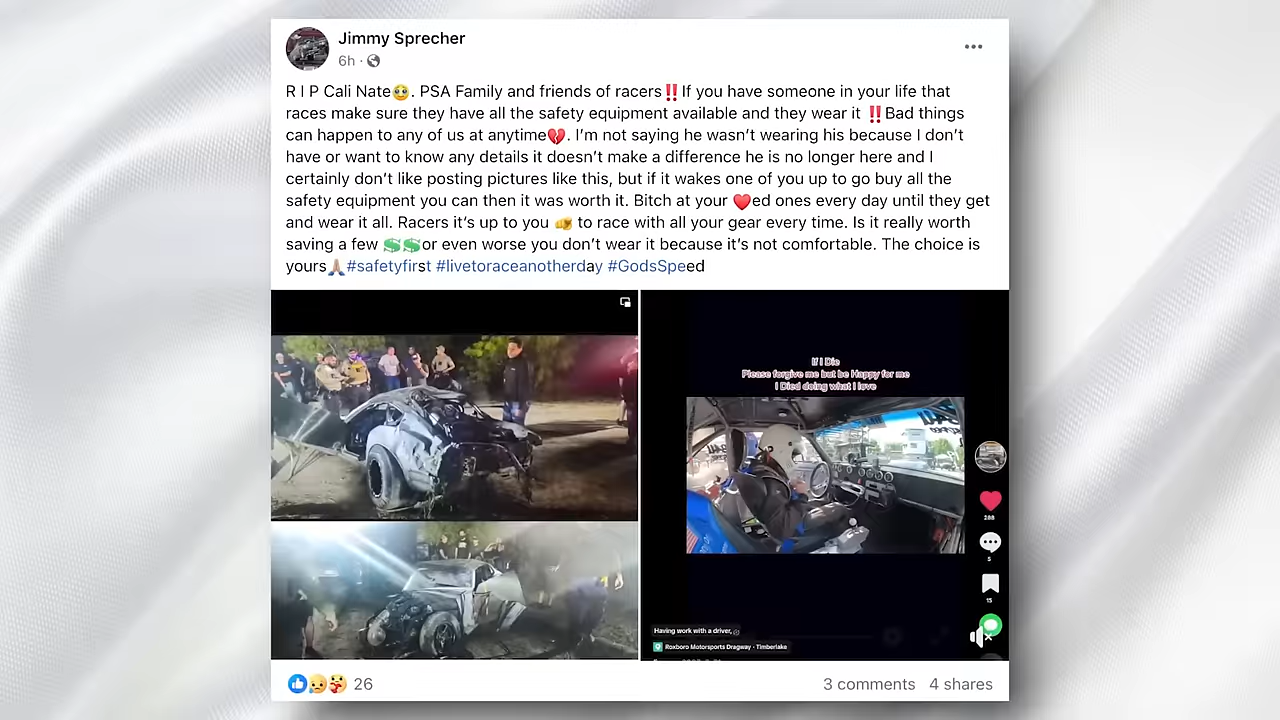 Jimmy Sprecher
6h ·
R I P Cali Nate🥹. PSA Family and friends of racers‼️If you have someone in your life that
races make sure they have all the safety equipment available and they wear it ‼️Bad things
can happen to any of us at anytime💔. I’m not saying he wasn’t wearing his because I don’t
have or want to know any details it doesn’t make a difference he is no longer here and I
certainly don’t like posting pictures like this, but if it wakes one of you up to go buy all the
safety equipment you can then it was worth it. Bitch at your ❤️ed ones every day until they get
and wear it all. Racers it’s up to you 🫵 to race with all your gear every time. Is it really worth
saving a few 💲💲or even worse you don’t wear it because it’s not comfortable. The choice is
yours🙏🏽#safetyfirst #livetoraceanotherday #GodsSpeed
If I Die
Please forgive me but be Happy for me
I Died doing what I love
288
5
15
Having work with a driver,
Roxboro Motorsports Dragway · Timberlake
26
3 comments 4 shares